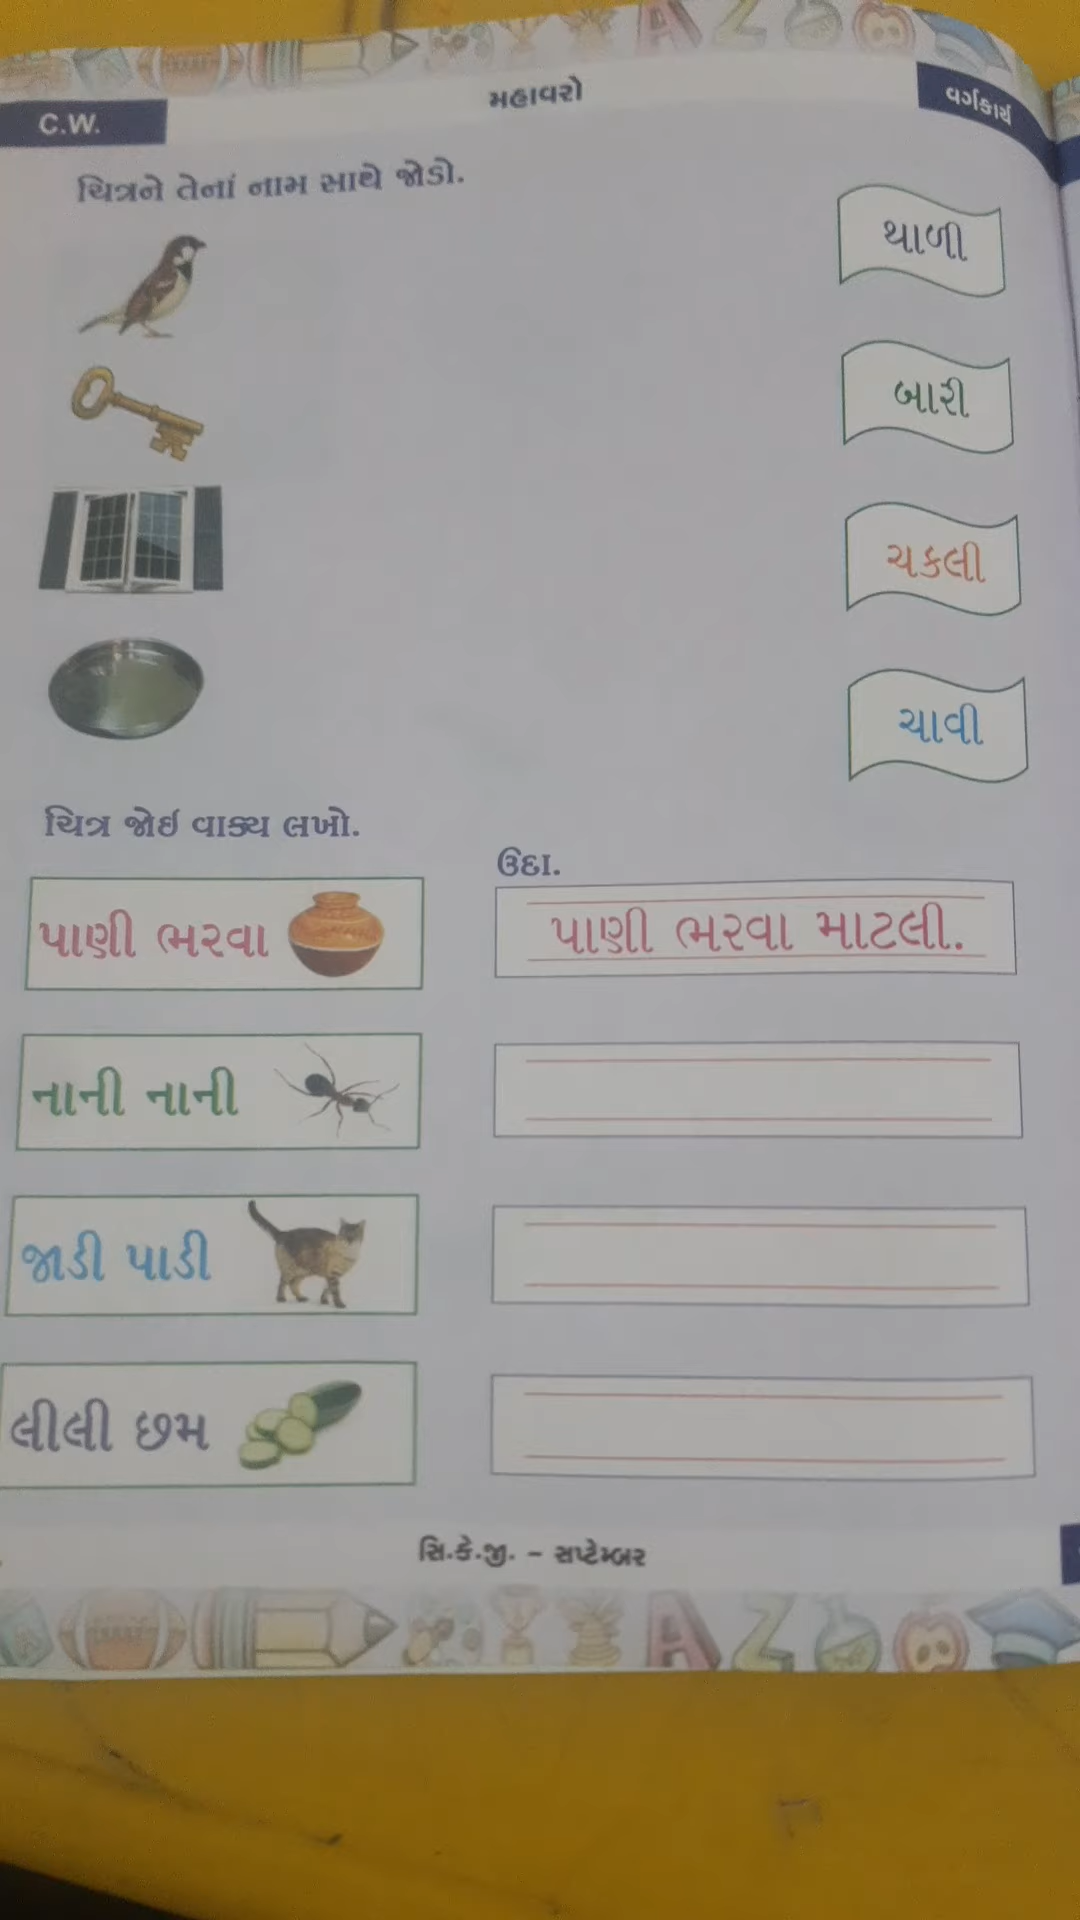 C.W.
મહાવરો
વર્ગકાર્ય
ચિત્રને તેનાં નામ સાથે જોડો.
થાળી
બારી
ચકલી
ચાવી
ચિત્ર જોઈ વાક્ય લખો.
ઉદા.
પાણી ભરવા
પાણી ભરવા માટલી.
નાની નાની
જાડી પાડી
લીલી છમ
સિ.કે.જી. - સપ્ટેમ્બર